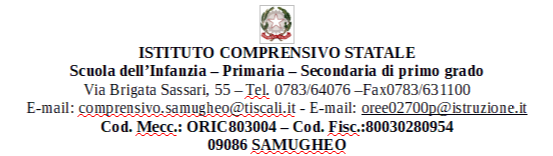 ISTITUTO COMPRENSIVO STATALE
Scuola dell'Infanzia – Primaria – Secondaria di primo grado
Via Brigata Sassari, 55 – Tel. 0783/64076 –Fax0783/631100
E-mail: comprensivo.samugheo@tiscali.it - E-mail: oree02700p@istruzione.it
Cod. Mecc.: ORIC803004 – Cod. Fisc.:80030280954
09086 SAMUGHEO